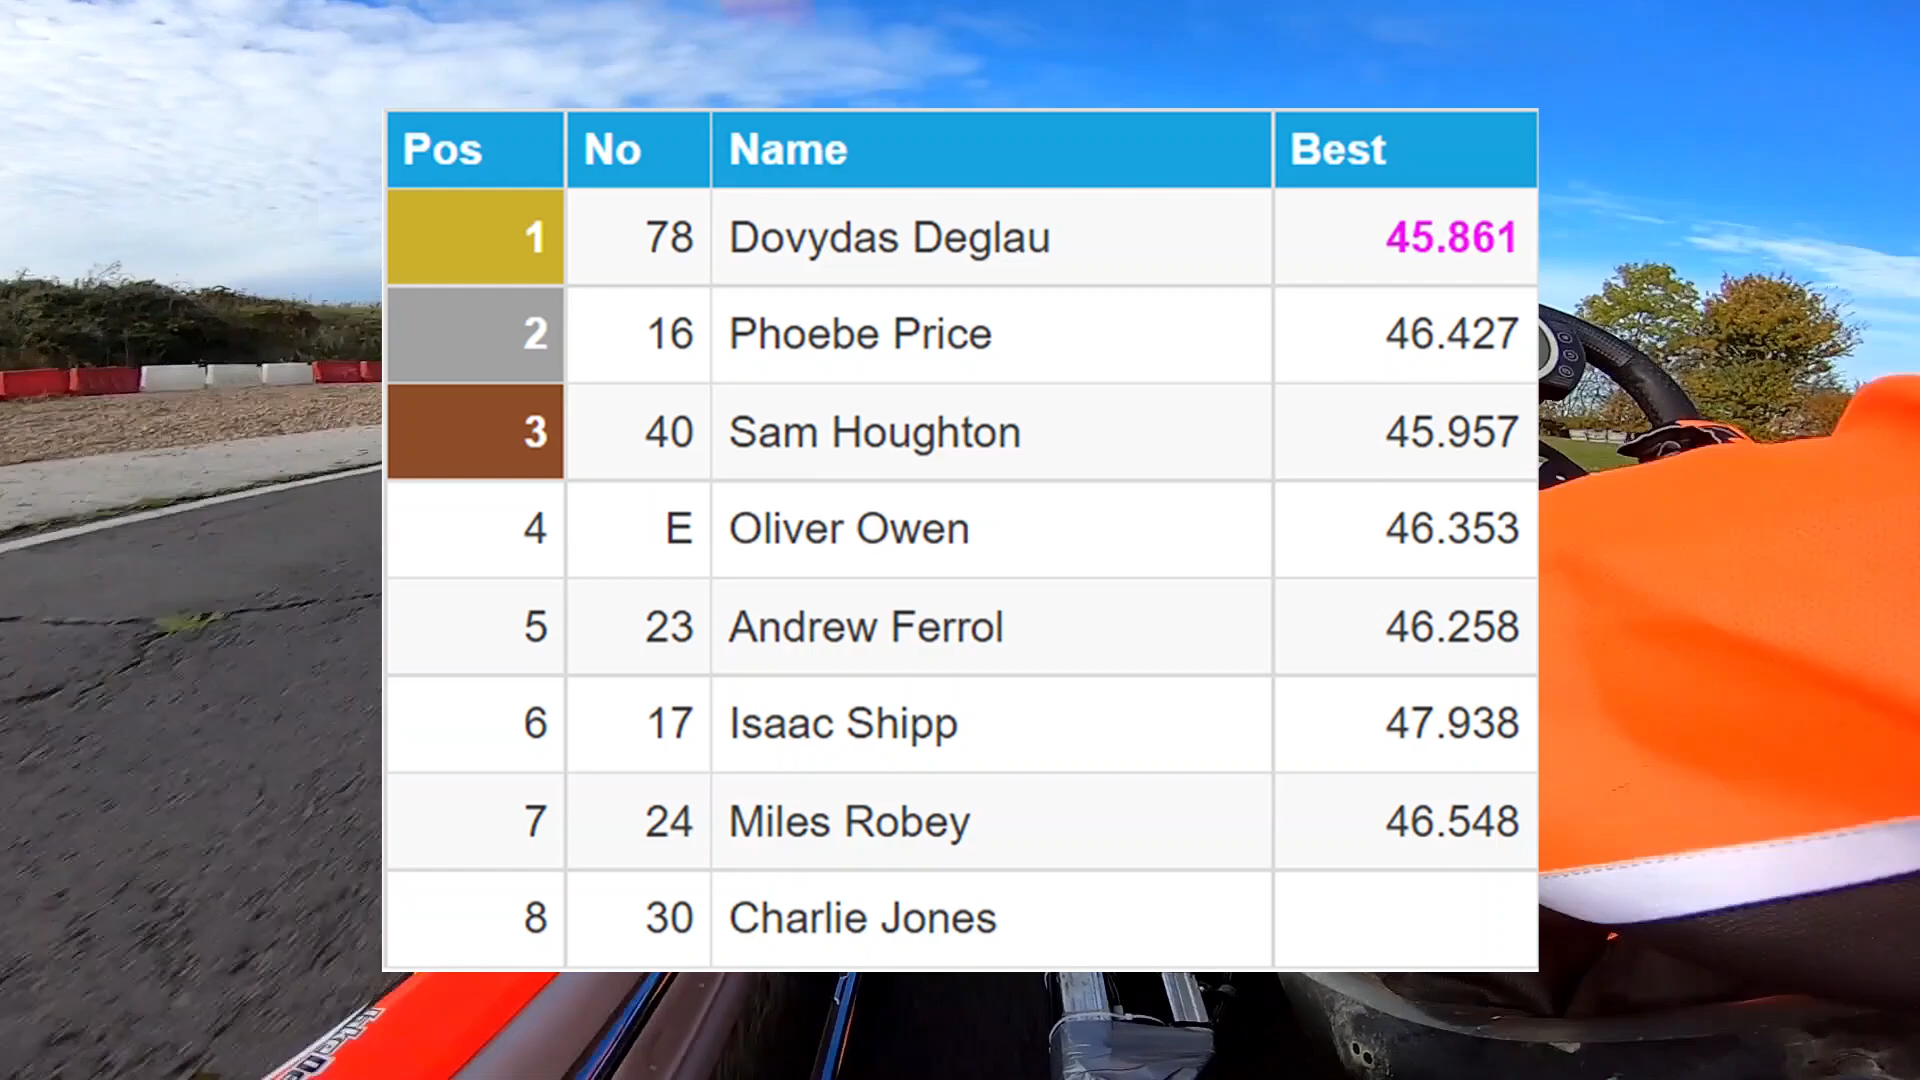 Pos No Name Best
1 78 Dovydas Deglau 45.861
2 16 Phoebe Price 46.427
3 40 Sam Houghton 45.957
4 E Oliver Owen 46.353
5 23 Andrew Ferrol 46.258
6 17 Isaac Shipp 47.938
7 24 Miles Robey 46.548
8 30 Charlie Jones